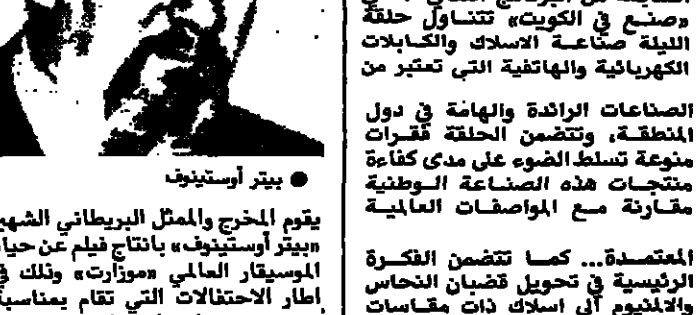 «صنع في الكويت» تتناول حلقة
الليلة صناعة الاسلاك والكابلات
الكهربائية والهاتفية التي تعتبر من
الصناعات الرائدة والهامة في دول
المنطقة، وتتضمن الحلقة فقرات
منوعة تسلط الضوء على مدى كفاءة
منتجات هذه الصناعة الوطنية
مقارنة مع المواصفات العالمية
المعتمدة... كما تتضمن الفكرة
الرئيسية في تحويل قضبان النحاس
والالمنيوم الى اسلاك ذات مقاسات
● بيتر أوستينوف
يقوم المخرج والممثل البريطاني الشهير
«بيتر أوستينوف» بانتاج فيلم عن حياة
الموسيقار العالمي «موزارت» وذلك في
اطار الاحتفالات التي تقام بمناسبة